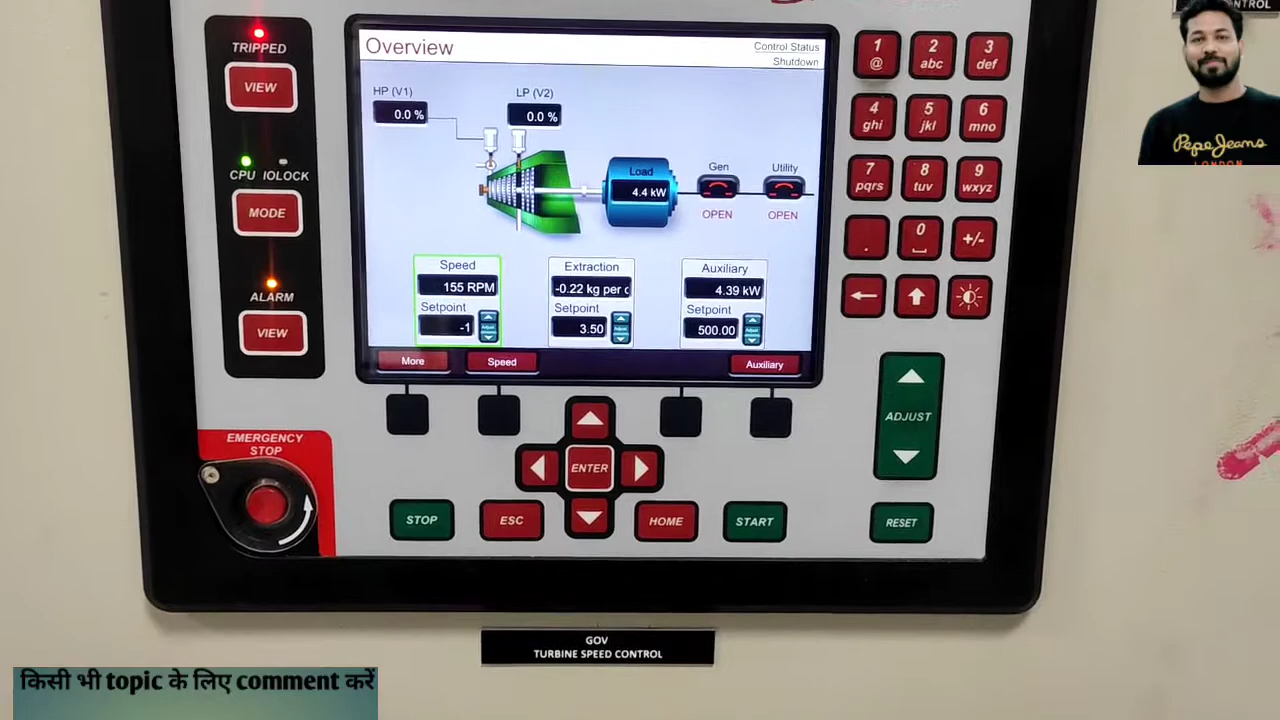 CONTROL
TRIPPED
VIEW
CPU IOLOCK
MODE
ALARM
VIEW
EMERGENCY
STOP
Overview
Control Status
Shutdown
HP (V1)
0.0 %
LP (V2)
0.0 %
Load
4.4 kW
Gen
OPEN
Utility
OPEN
Speed
155 RPM
Setpoint
-1
Adjust
Extraction
-0.22 kg per
Setpoint
3.50
Adjust
Auxiliary
4.39 kW
Setpoint
500.00
Adjust
More
Speed
Auxiliary
1
@
2
abc
3
def
4
ghi
5
jkl
6
mno
7
pqrs
8
tuv
9
wxyz
.
0
+/-
ADJUST
ENTER
STOP
ESC
HOME
START
RESET
GOV
TURBINE SPEED CONTROL
Pepe Jeans
LONDON
किसी भी topic के लिए comment करें